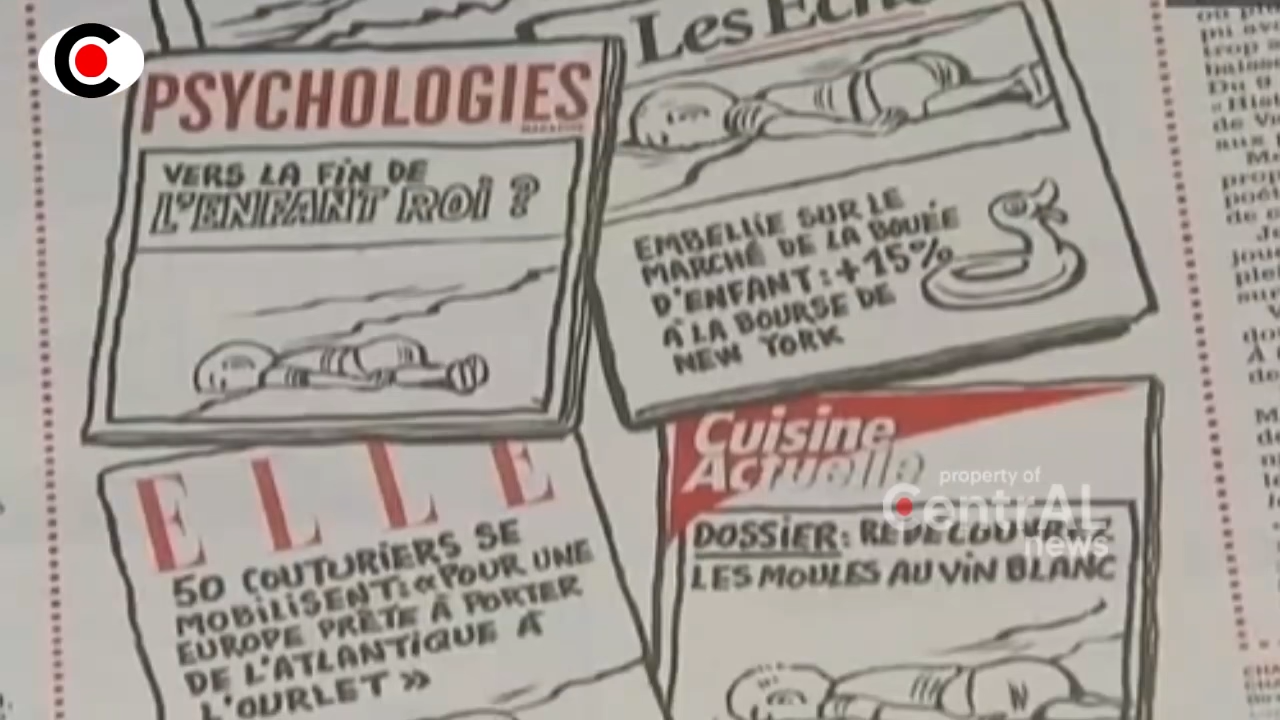 C
Les Echos
PSYCHOLOGIES
VERS LA FIN DE
L'ENFANT ROI ?
EMBELLIE SUR LE
MARCHÉ DE LA BOUÉE
D'ENFANT : +15%
À LA BOURSE DE
NEW YORK
ELLE
50 COUTURIERS SE
MOBILISENT : « POUR UNE
EUROPE PRÊTE À PORTER
DE L'ATLANTIQUE À
L'OURLET »
Cuisine
Actuelle
DOSSIER : REDÉCOUVREZ
LES MOULES AU VIN BLANC
property of
CentrAL
news